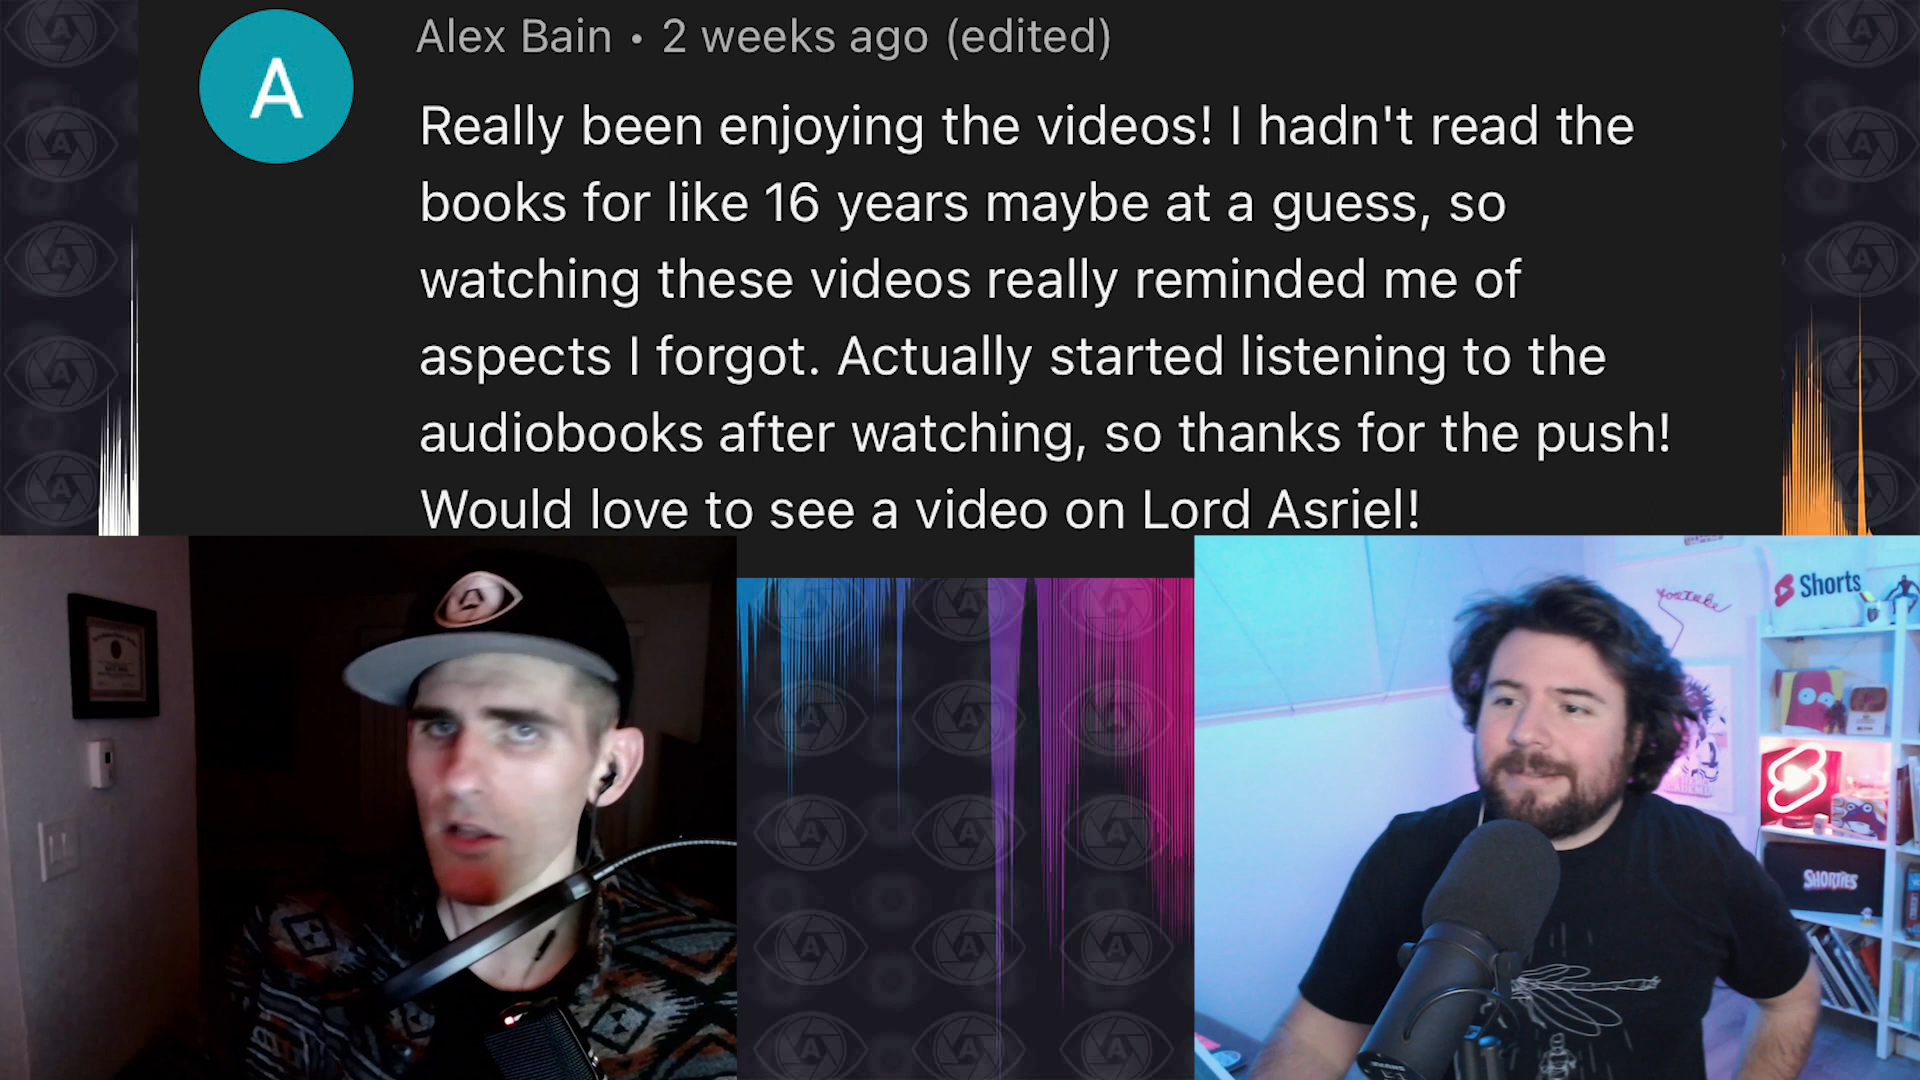 A
Alex Bain • 2 weeks ago (edited)
Really been enjoying the videos! I hadn't read the
books for like 16 years maybe at a guess, so
watching these videos really reminded me of
aspects I forgot. Actually started listening to the
audiobooks after watching, so thanks for the push!
Would love to see a video on Lord Asriel!
Shorts
YouTube
SHORTIES